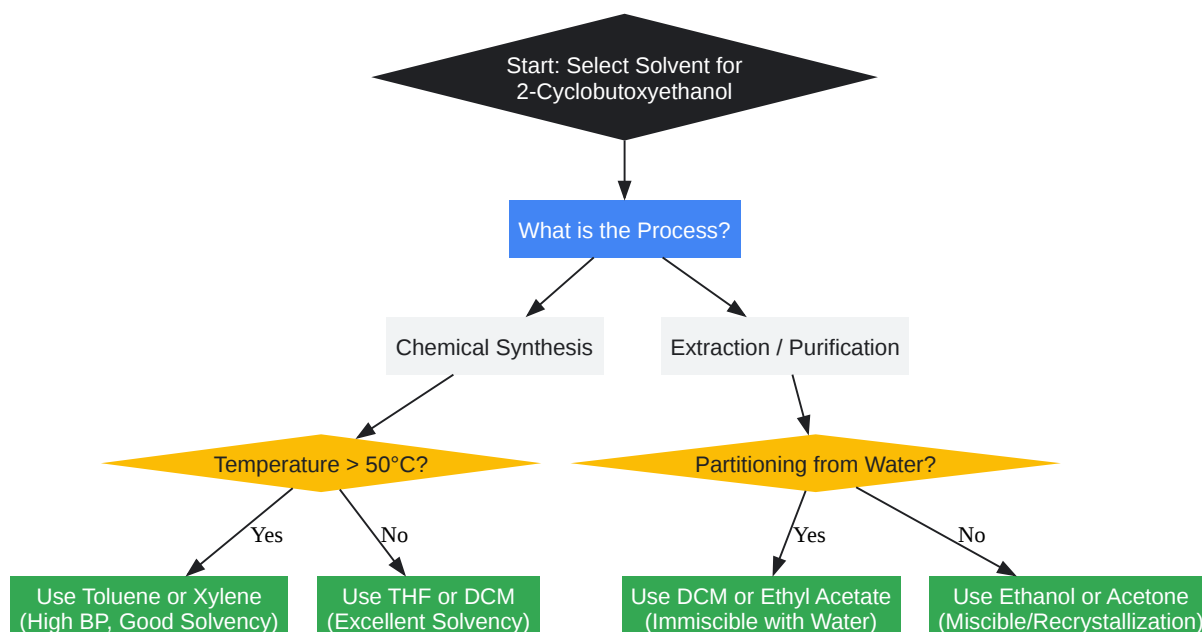 Start: Select Solvent for
2-Cyclobutoxyethanol
What is the Process?
Chemical Synthesis
Extraction / Purification
Temperature > 50°C?
Partitioning from Water?
Yes
No
Yes
No
Use Toluene or Xylene
(High BP, Good Solvency)
Use THF or DCM
(Excellent Solvency)
Use DCM or Ethyl Acetate
(Immiscible with Water)
Use Ethanol or Acetone
(Miscible/Recrystallization)